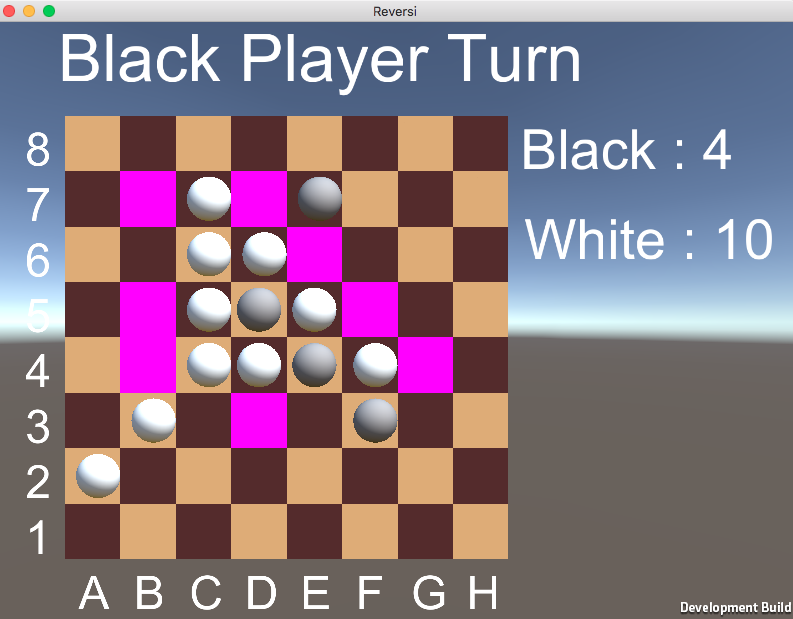 Reversi
Black Player Turn
Black : 4
White : 10
8
7
6
5
4
3
2
1
A B C D E F G H
Development Build